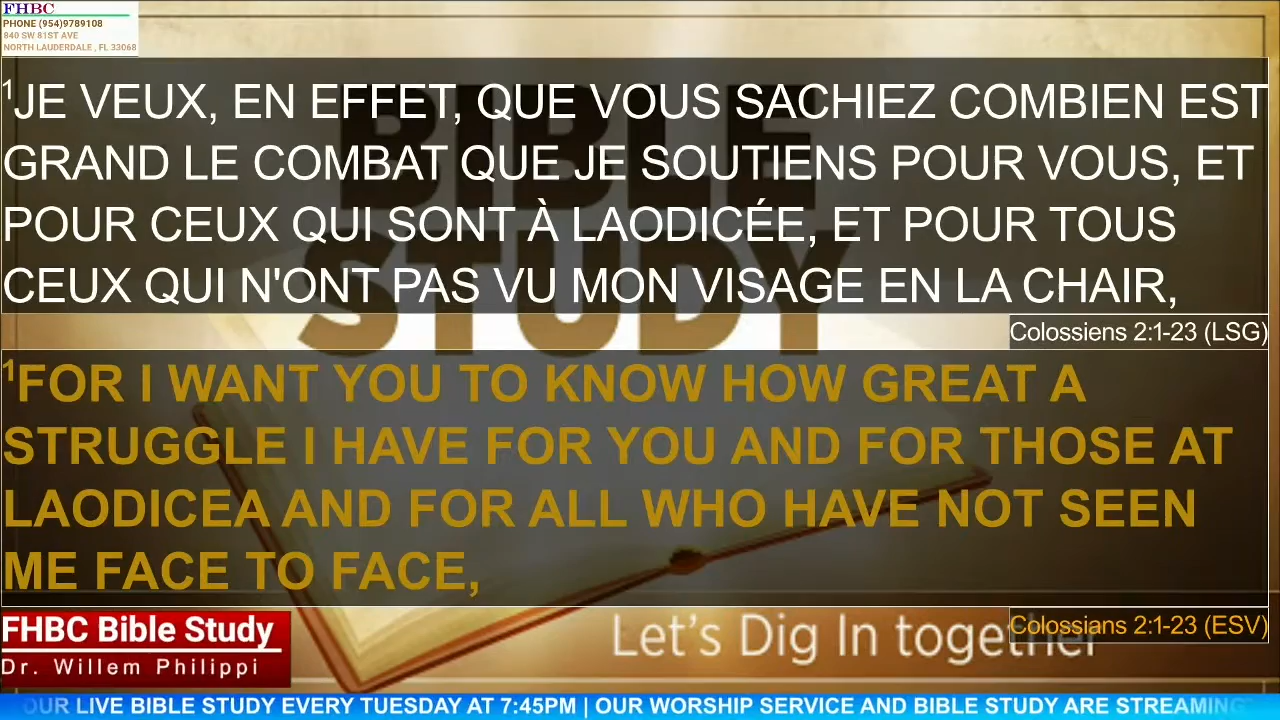 FHBC
PHONE (954)9789108
840 SW 81ST AVE
NORTH LAUDERDALE , FL 33068
BIBLE
STUDY
1JE VEUX, EN EFFET, QUE VOUS SACHIEZ COMBIEN EST
GRAND LE COMBAT QUE JE SOUTIENS POUR VOUS, ET
POUR CEUX QUI SONT À LAODICÉE, ET POUR TOUS
CEUX QUI N'ONT PAS VU MON VISAGE EN LA CHAIR,
Colossiens 2:1-23 (LSG)
1FOR I WANT YOU TO KNOW HOW GREAT A
STRUGGLE I HAVE FOR YOU AND FOR THOSE AT
LAODICEA AND FOR ALL WHO HAVE NOT SEEN
ME FACE TO FACE,
Colossians 2:1-23 (ESV)
Let's Dig In together
FHBC Bible Study
Dr. Willem Philippi
OUR LIVE BIBLE STUDY EVERY TUESDAY AT 7:45PM | OUR WORSHIP SERVICE AND BIBLE STUDY ARE STREAMING